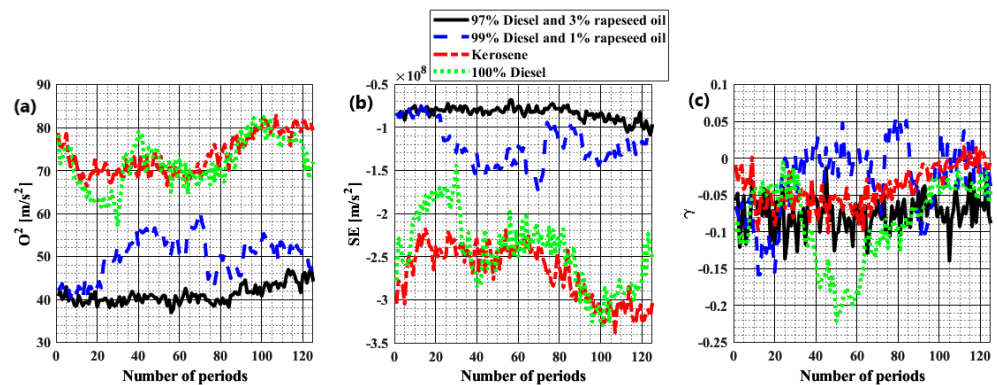 97% Diesel and 3% rapeseed oil
99% Diesel and 1% rapeseed oil
Kerosene
100% Diesel
(a)
O² [m/s²]
90
80
70
60
50
40
30
0 20 40 60 80 100 120
Number of periods
×10⁸
(b)
SE [m/s²]
-0.5
-1
-1.5
-2
-2.5
-3
-3.5
0 20 40 60 80 100 120
Number of periods
(c)
γ
0.1
0.05
0
-0.05
-0.1
-0.15
-0.2
-0.25
0 20 40 60 80 100 120
Number of periods